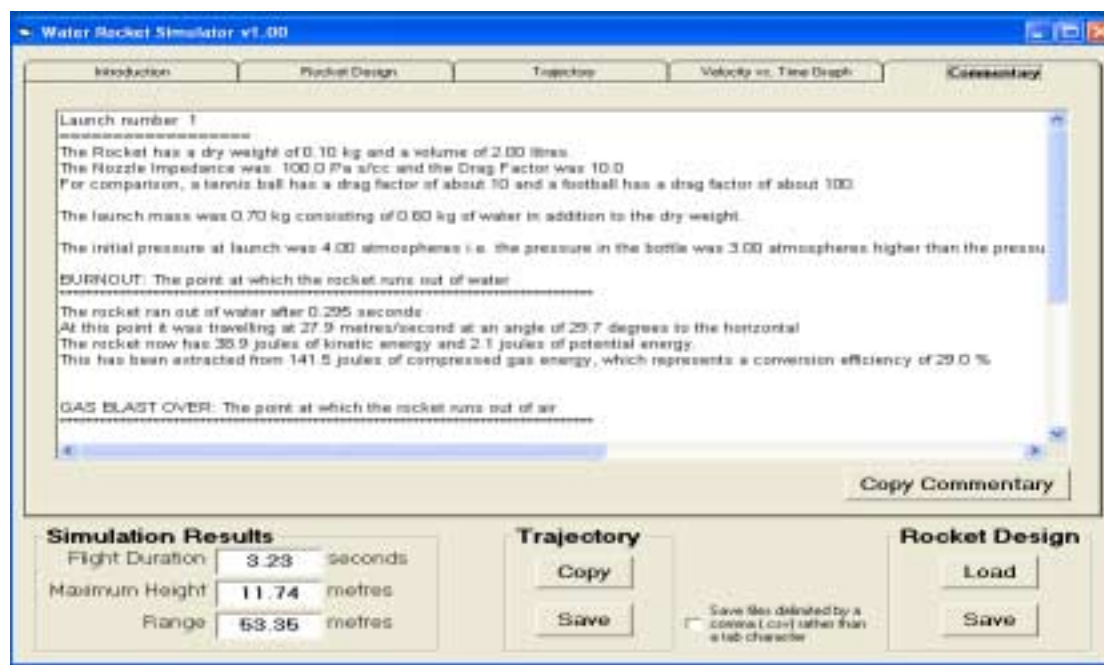 Water Rocket Simulator v1.00
Introduction
Rocket Design
Trajectory
Velocity vs. Time Graph
Commentary
Launch number 1
===================
The Rocket has a dry weight of 0.10 kg and a volume of 2.00 litres.
The Nozzle Impedance was 100.0 Pa s/cc and the Drag Factor was 10.0
For comparison, a tennis ball has a drag factor of about 10 and a football has a drag factor of about 100.
The launch mass was 0.70 kg consisting of 0.60 kg of water in addition to the dry weight.
The initial pressure at launch was 4.00 atmospheres i.e. the pressure in the bottle was 3.00 atmospheres higher than the pressu
BURNOUT: The point at which the rocket runs out of water
The rocket ran out of water after 0.295 seconds
At this point it was travelling at 27.9 metres/second at an angle of 29.7 degrees to the horizontal
The rocket now has 38.9 joules of kinetic energy and 2.1 joules of potential energy.
This has been extracted from 141.5 joules of compressed gas energy, which represents a conversion efficiency of 29.0 %
GAS BLAST OVER: The point at which the rocket runs out of air
Copy Commentary
Simulation Results
Flight Duration 3.23 seconds
Maximum Height 11.74 metres
Range 53.35 metres
Trajectory
Copy
Save
Save files delimited by a
comma (.csv) rather than
a tab character
Rocket Design
Load
Save